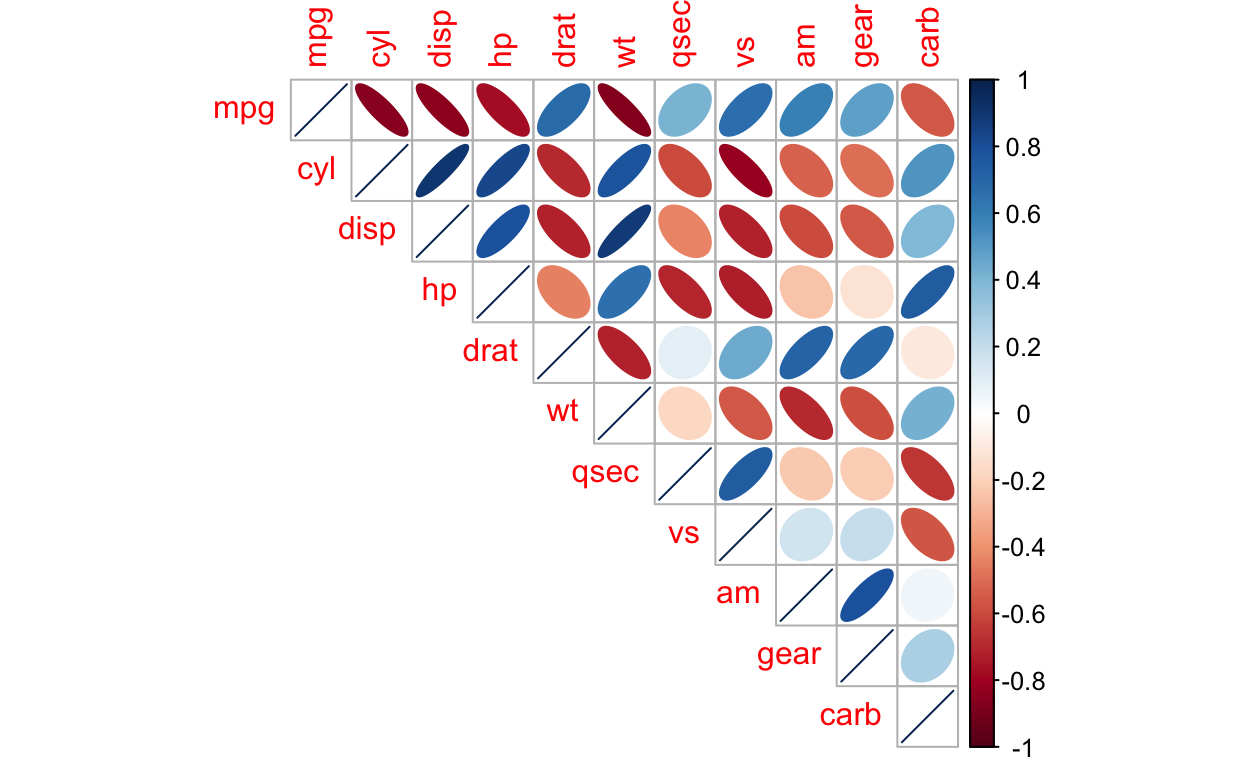 mpg cyl disp hp drat wt qsec vs am gear carb
mpg
cyl
disp
hp
drat
wt
qsec
vs
am
gear
carb
1
0.8
0.6
0.4
0.2
0
-0.2
-0.4
-0.6
-0.8
-1